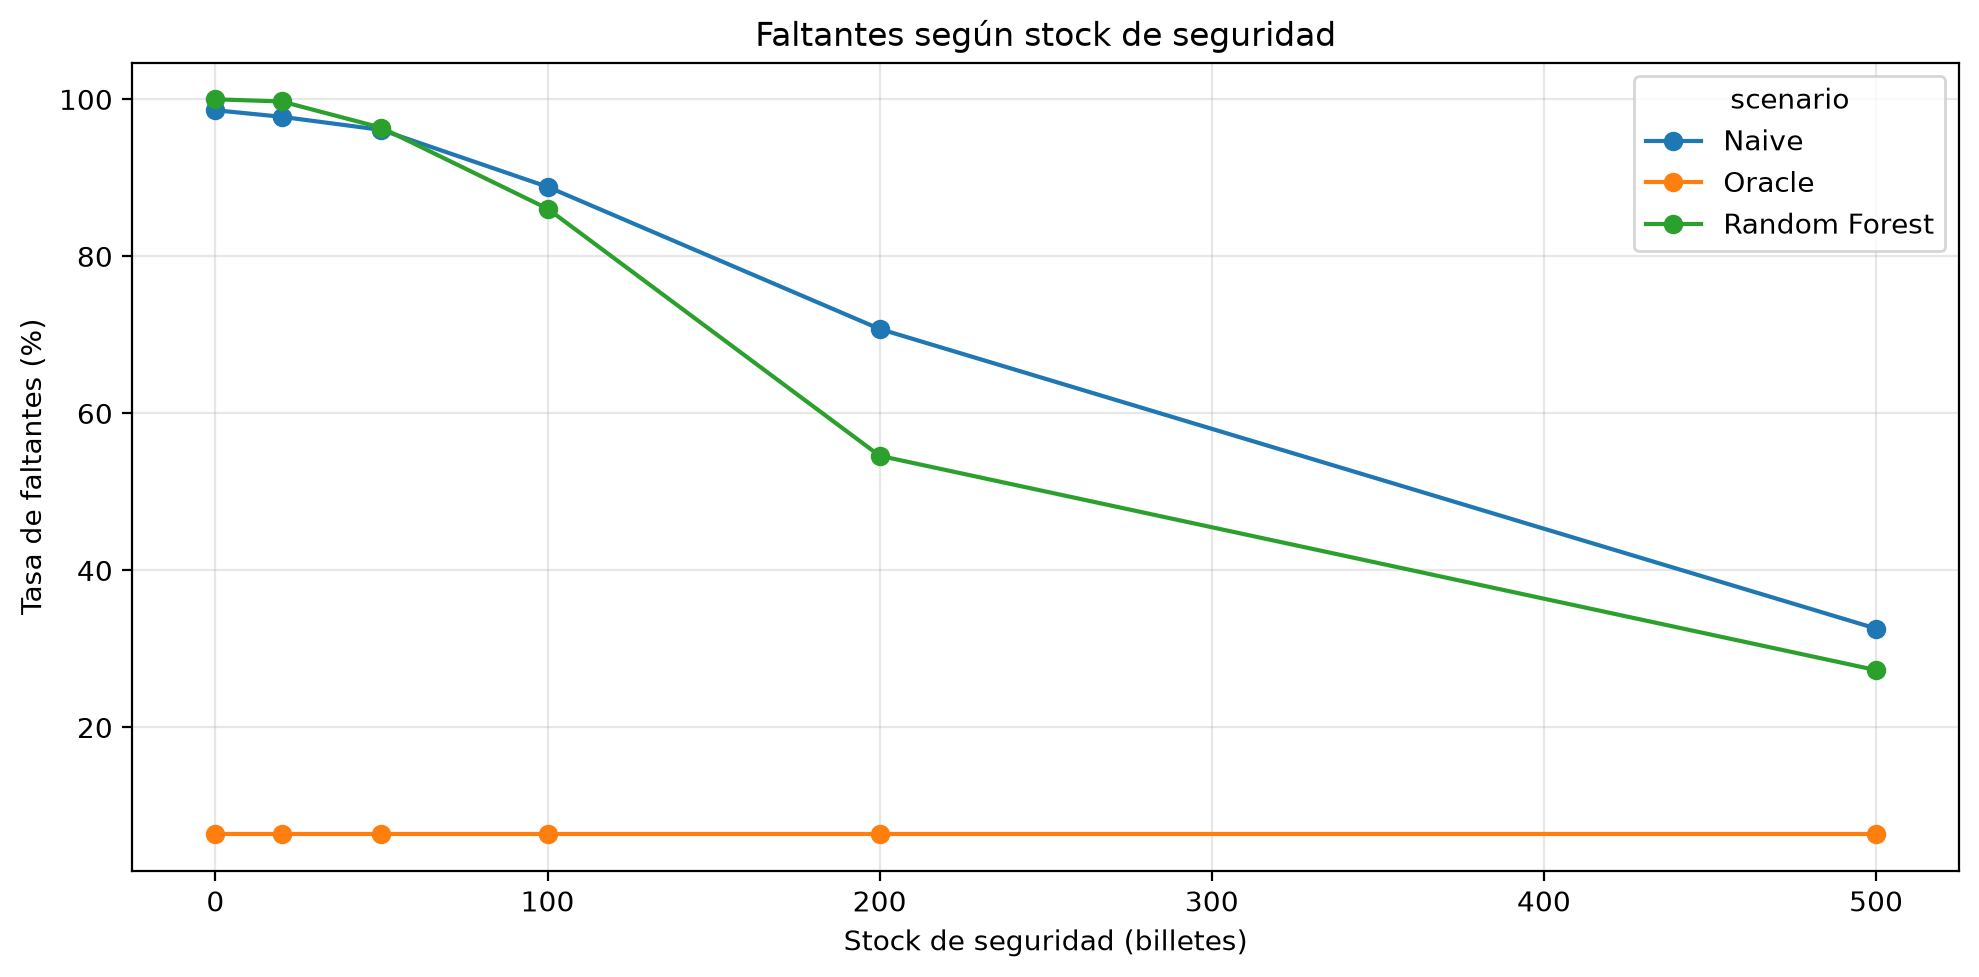 Faltantes según stock de seguridad
scenario
Naive
Oracle
Random Forest
Tasa de faltantes (%)
100
80
60
40
20
0
100
200
300
400
500
Stock de seguridad (billetes)